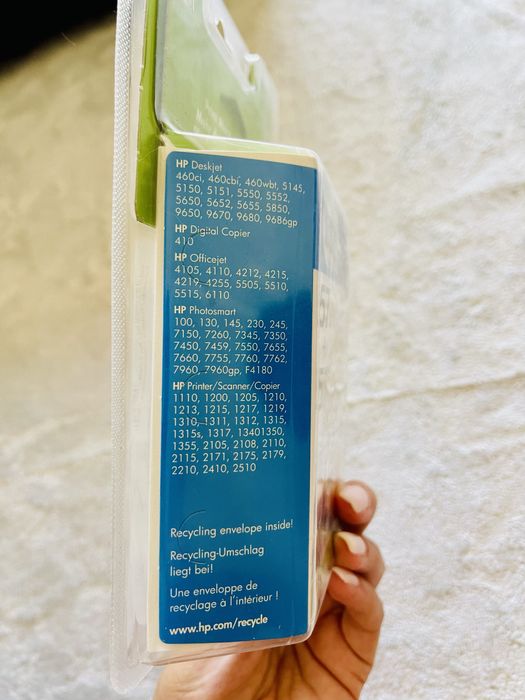 HP Deskjet
460ci, 460cbi, 460wbt, 5145,
5150, 5151, 5550, 5552,
5650, 5652, 5655, 5850,
9650, 9670, 9680, 9686gp
HP Digital Copier
410
HP Officejet
4105, 4110, 4212, 4215,
4219, 4255, 5505, 5510,
5515, 6110
HP Photosmart
100, 130, 145, 230, 245,
7150, 7260, 7345, 7350,
7450, 7459, 7550, 7655,
7660, 7755, 7760, 7762,
7960, 7960gp, F4180
HP Printer/Scanner/Copier
1110, 1200, 1205, 1210,
1213, 1215, 1217, 1219,
1310, 1311, 1312, 1315,
1315s, 1317, 13401350,
1355, 2105, 2108, 2110,
2115, 2171, 2175, 2179,
2210, 2410, 2510
Recycling envelope inside!
Recycling-Umschlag
liegt bei!
Une enveloppe de
recyclage à l'intérieur !
www.hp.com/recycle